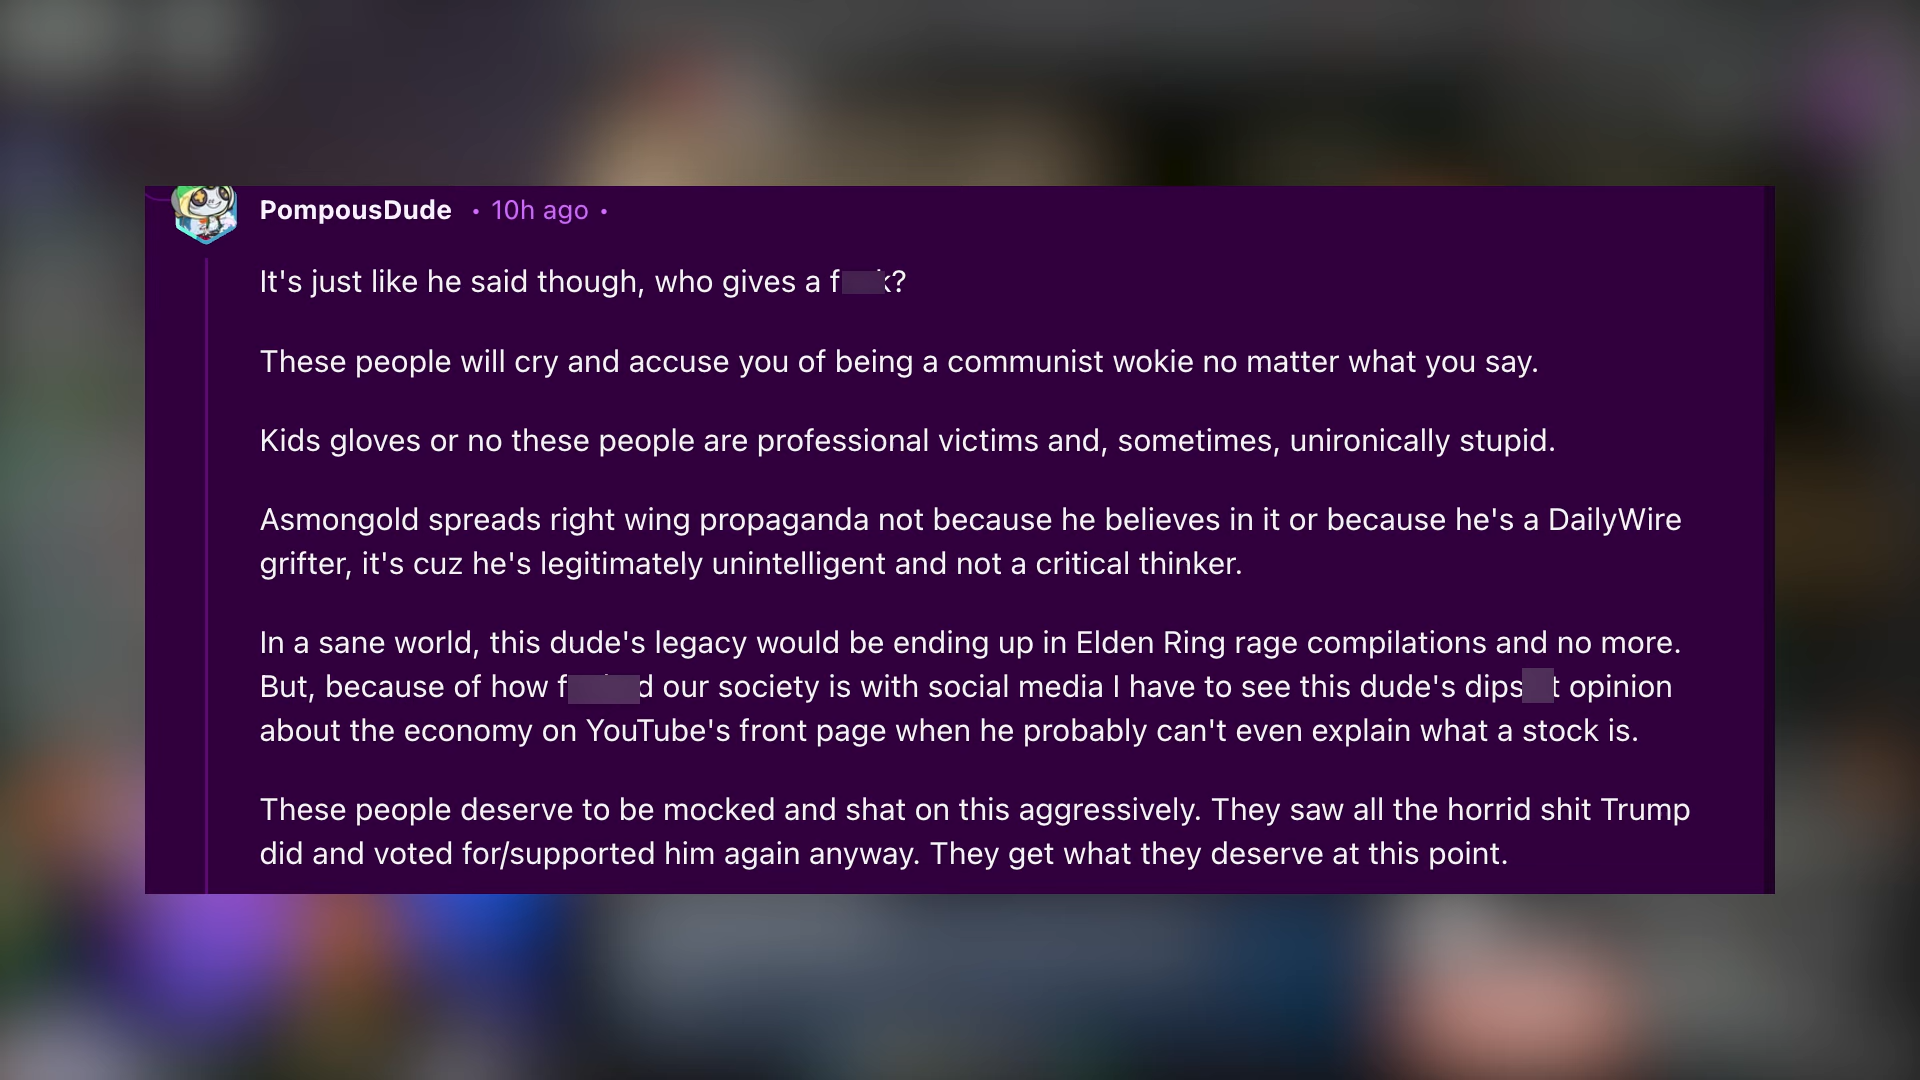 PompousDude • 10h ago •
It's just like he said though, who gives a f k?
These people will cry and accuse you of being a communist wokie no matter what you say.
Kids gloves or no these people are professional victims and, sometimes, unironically stupid.
Asmongold spreads right wing propaganda not because he believes in it or because he's a DailyWire
grifter, it's cuz he's legitimately unintelligent and not a critical thinker.
In a sane world, this dude's legacy would be ending up in Elden Ring rage compilations and no more.
But, because of how f d our society is with social media I have to see this dude's dips t opinion
about the economy on YouTube's front page when he probably can't even explain what a stock is.
These people deserve to be mocked and shat on this aggressively. They saw all the horrid shit Trump
did and voted for/supported him again anyway. They get what they deserve at this point.